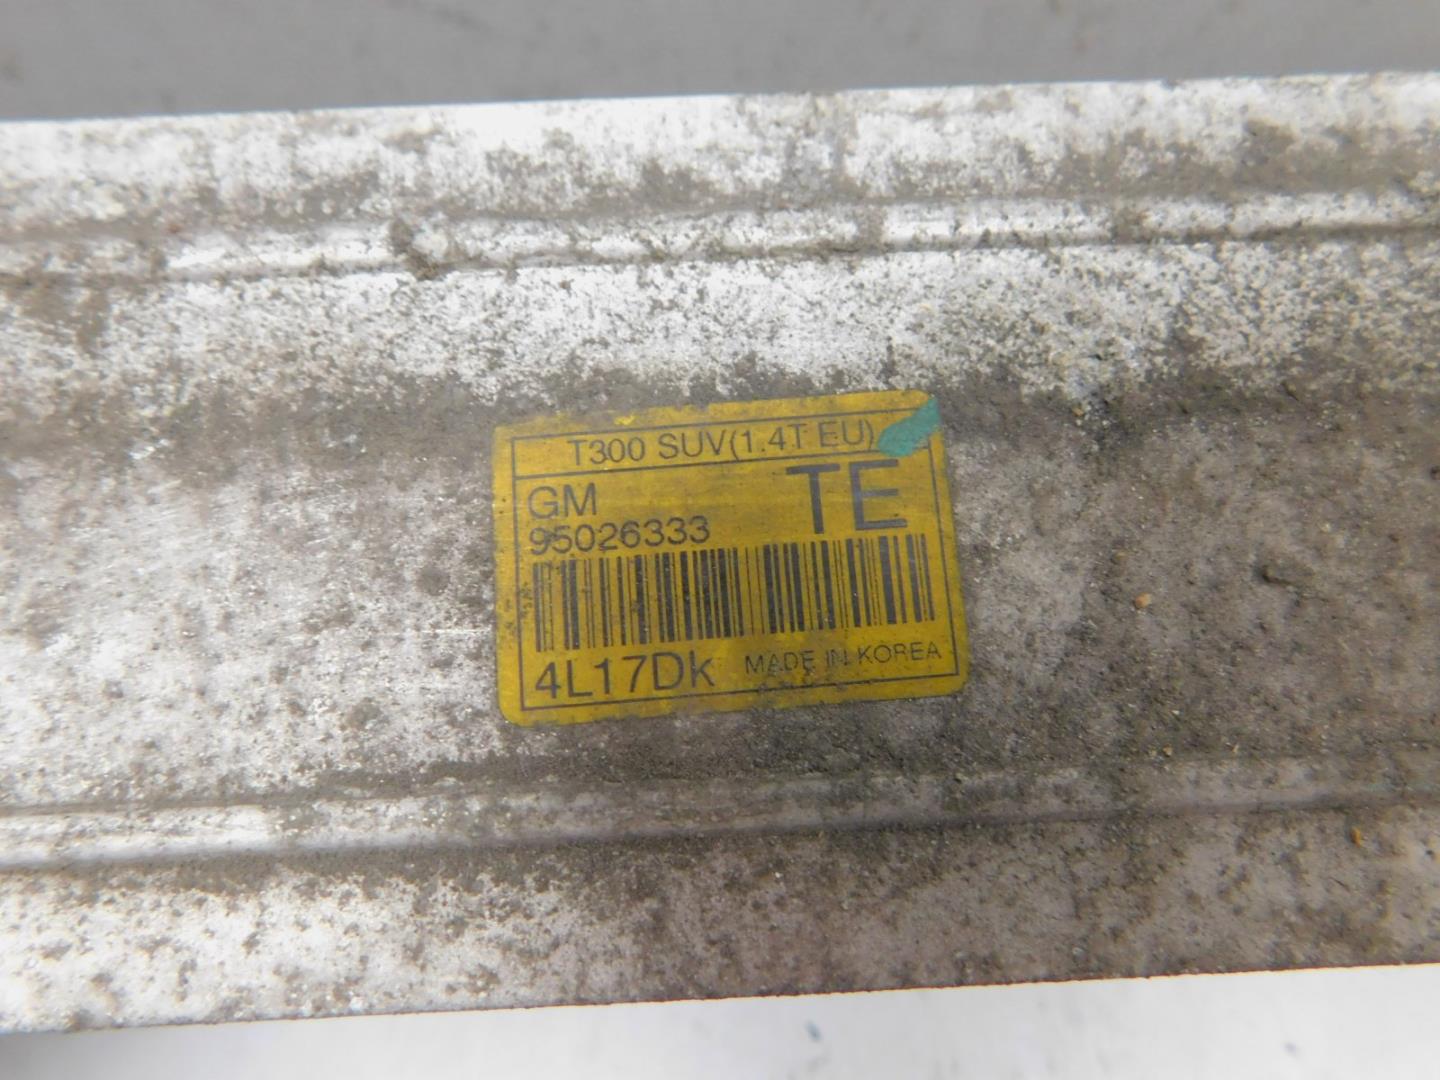 T300 SUV(1.4T EU)
GM TE
95026333
4L17Dk MADE IN KOREA